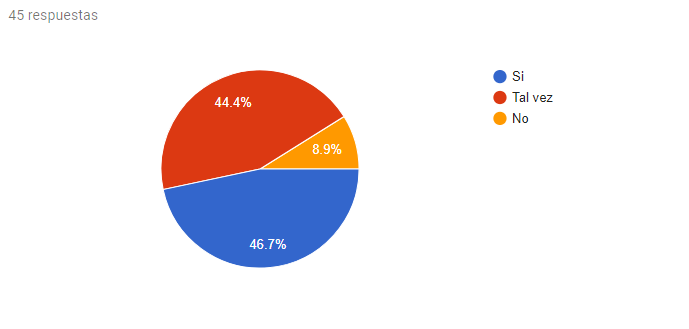 45 respuestas
44.4%
8.9%
46.7%
Si
Tal vez
No